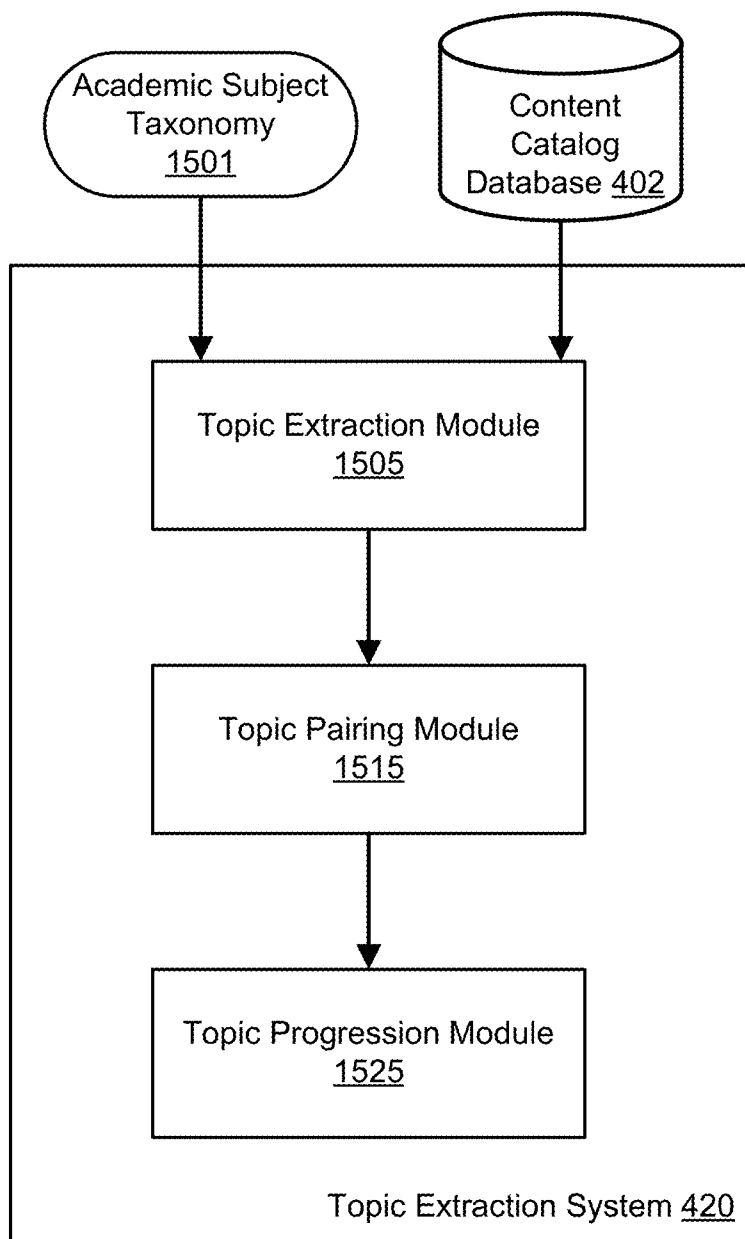 Academic Subject
Taxonomy
1501
Content
Catalog
Database 402
Topic Extraction Module
1505
Topic Pairing Module
1515
Topic Progression Module
1525
Topic Extraction System 420